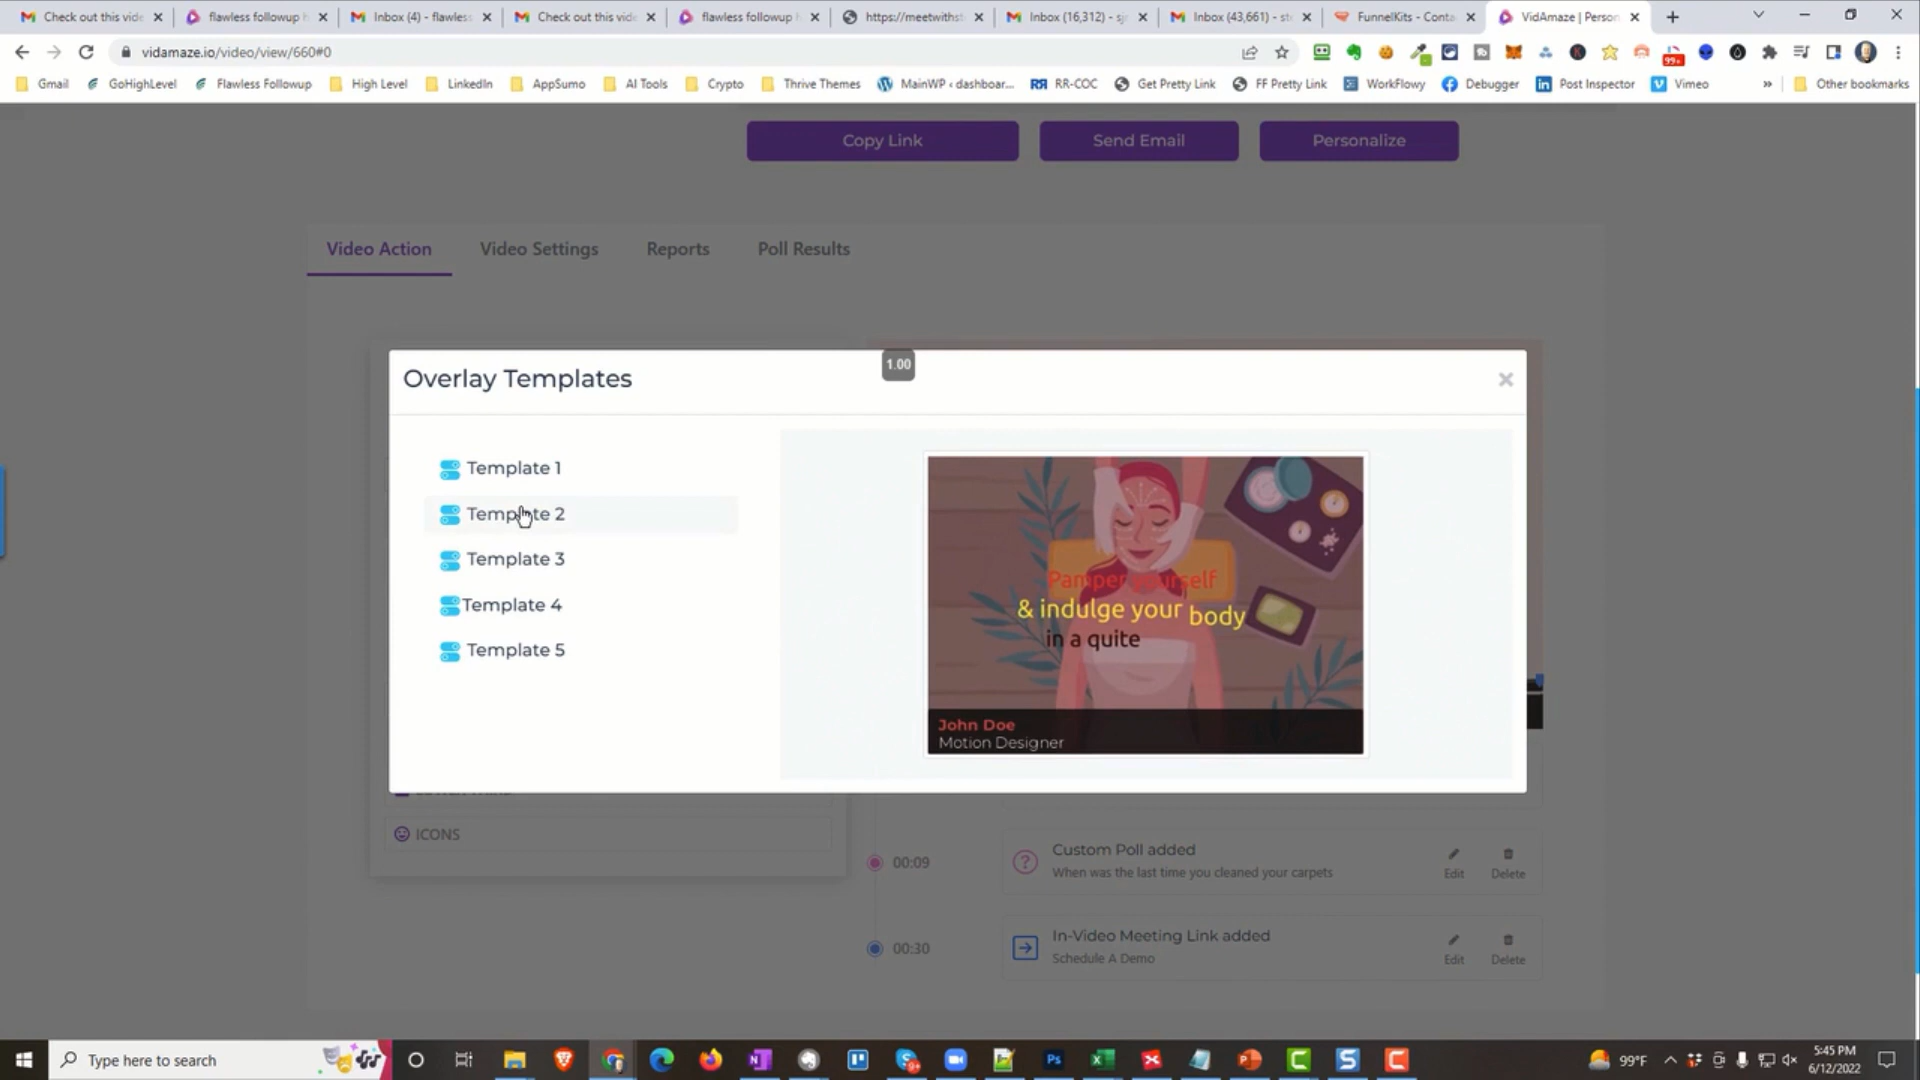 Check out this vide
flawless followup h
Inbox (4) - flawless
Check out this vide
flawless followup h
https://meetwithst
Inbox (16,312) - sj
Inbox (43,661) - st
FunnelKits - Conta
VidAmaze | Person
vidamaze.io/video/view/660#0
99+
Gmail
GoHighLevel
Flawless Followup
High Level
LinkedIn
AppSumo
AI Tools
Crypto
Thrive Themes
MainWP ‹ dashboar...
RR-COC
Get Pretty Link
FF Pretty Link
WorkFlowy
Debugger
Post Inspector
Vimeo
»
Other bookmarks
Copy Link
Send Email
Personalize
Video Action
Video Settings
Reports
Poll Results
Overlay Templates
1.00
Template 1
Template 2
Template 3
Template 4
Template 5
Pamper yourself
& indulge your body
in a quite
John Doe
Motion Designer
ICONS
00:09
Custom Poll added
When was the last time you cleaned your carpets
Edit
Delete
00:30
In-Video Meeting Link added
Schedule A Demo
Edit
Delete
Type here to search
99°F
5:45 PM
6/12/2022